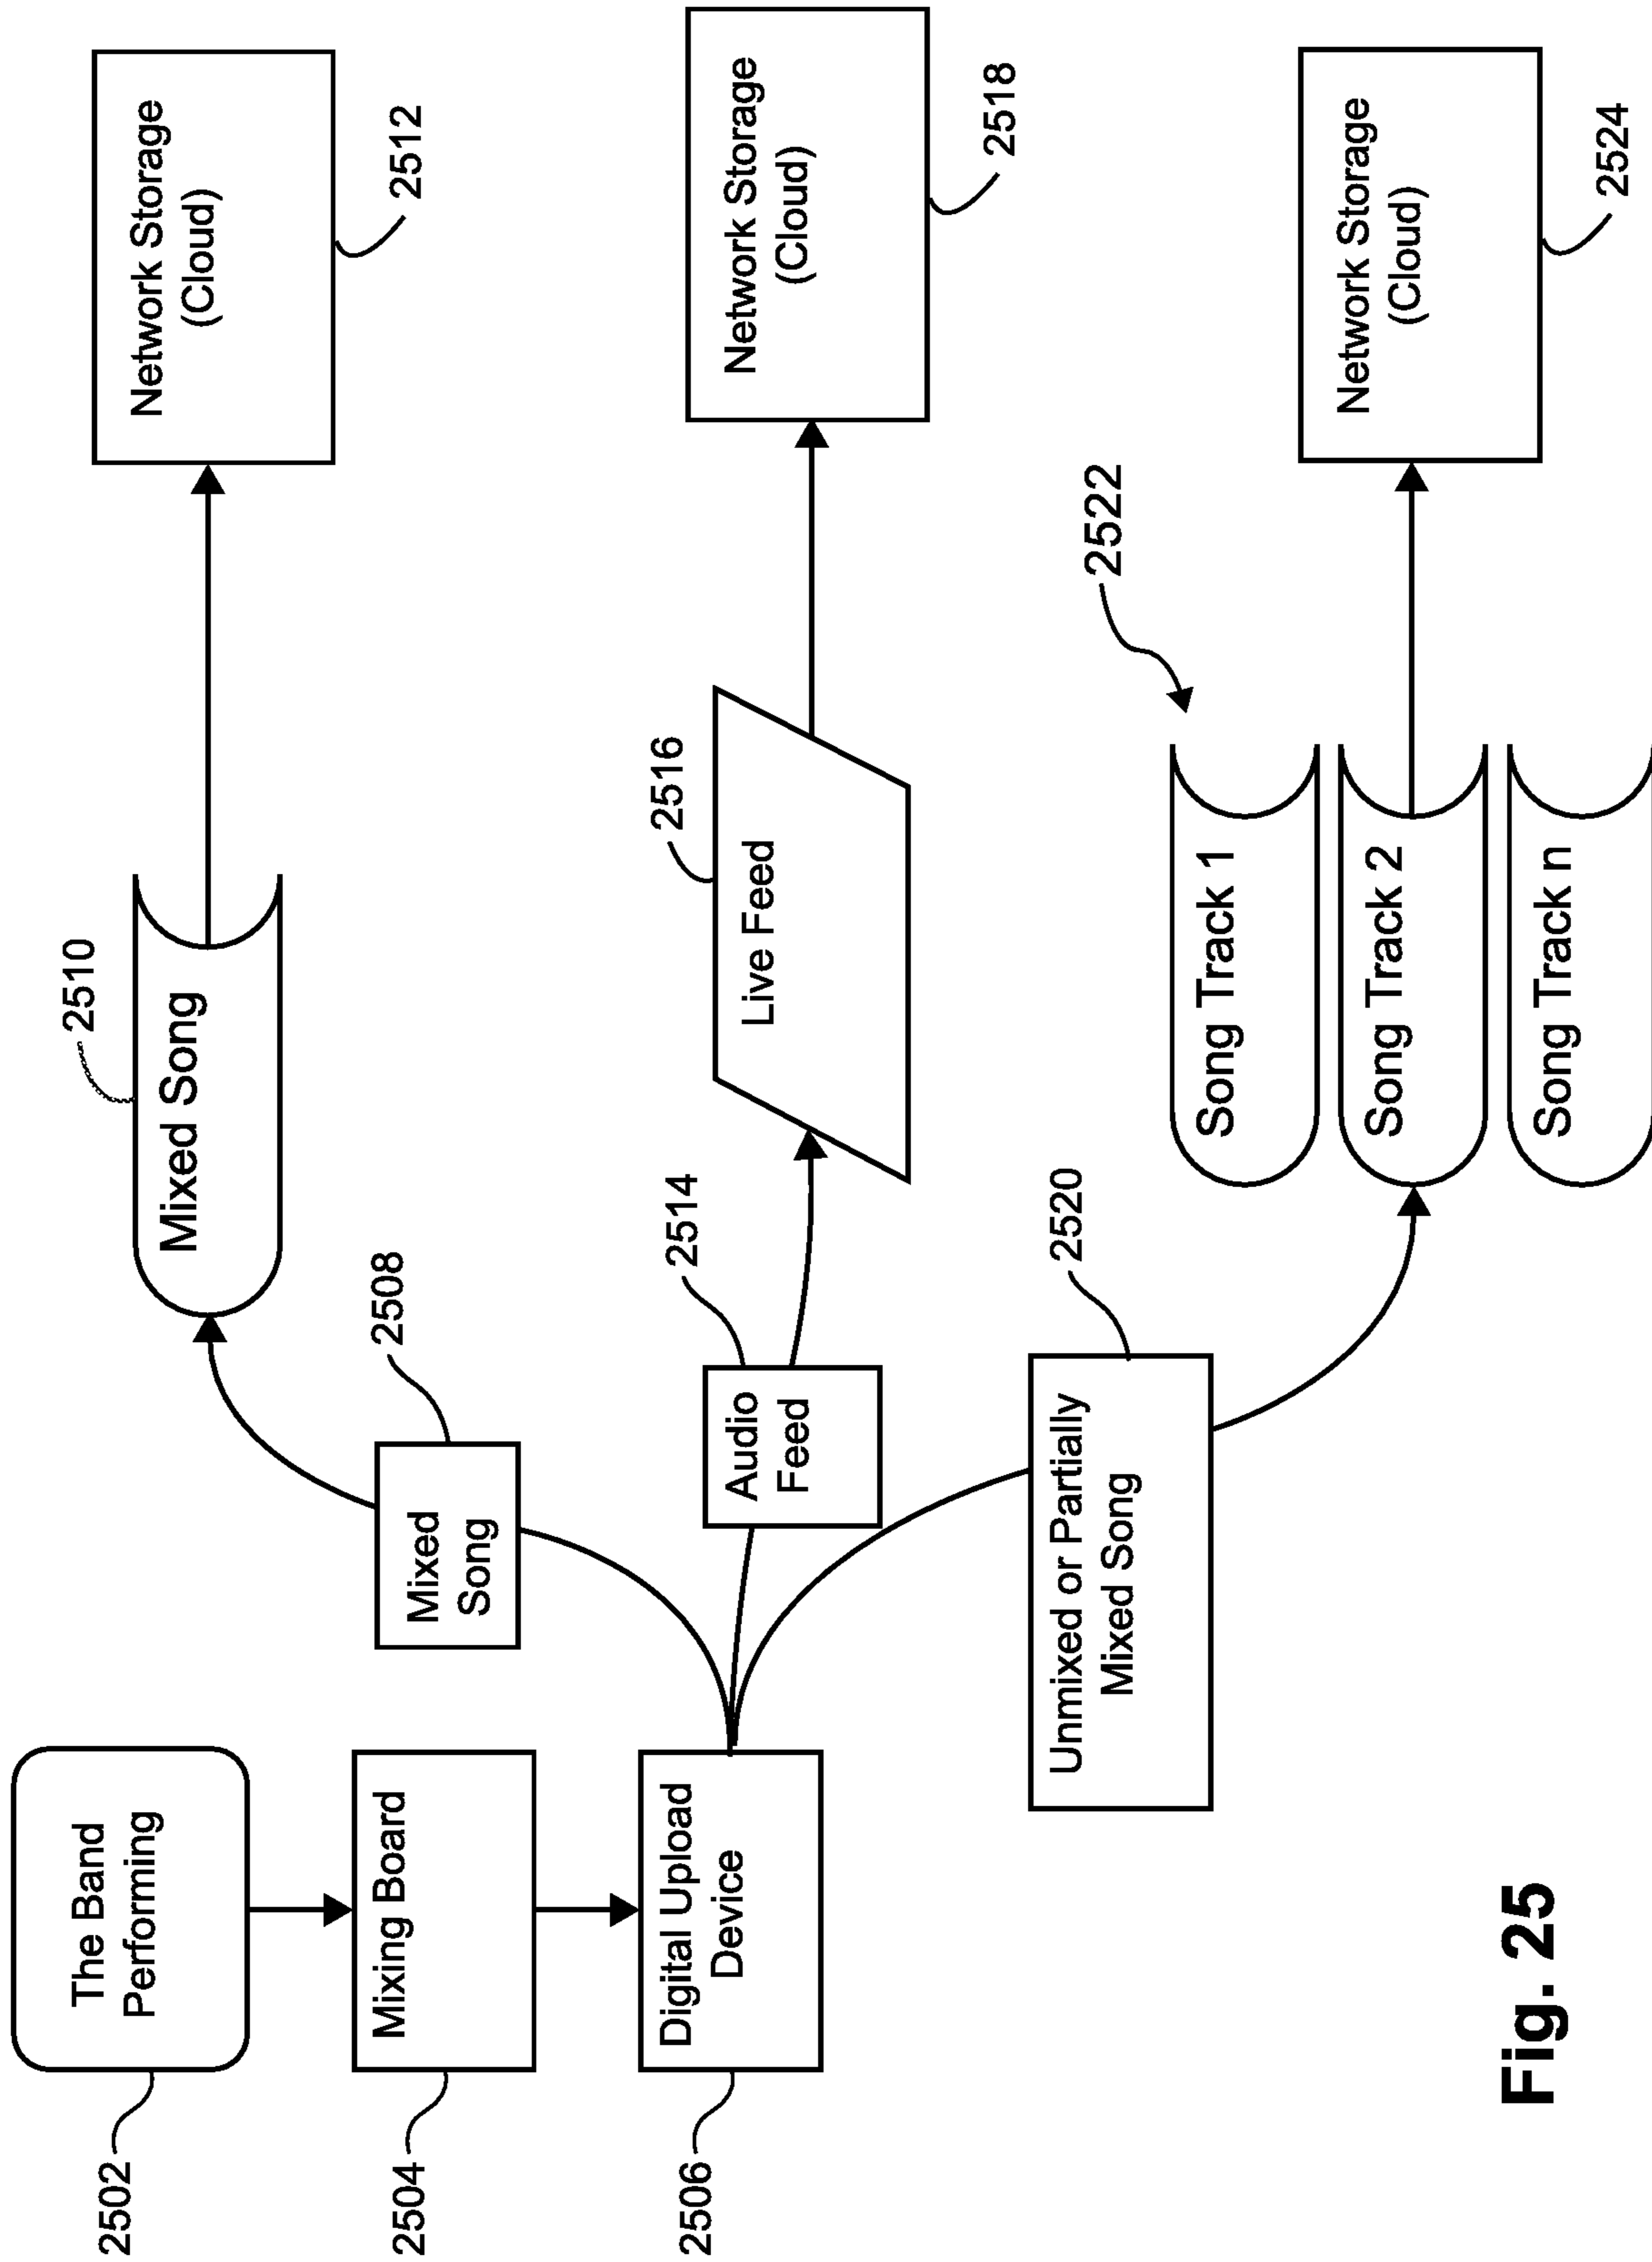 The Band
Performing
2502
Mixing Board
2504
Digital Upload
Device
2506
Mixed
Song
2508
Mixed Song
2510
Network Storage
(Cloud)
2512
Audio
Feed
2514
Live Feed
2516
Network Storage
(Cloud)
2518
Unmixed or Partially
Mixed Song
2520
Song Track 1
Song Track 2
Song Track n
2522
Network Storage
(Cloud)
2524
Fig. 25